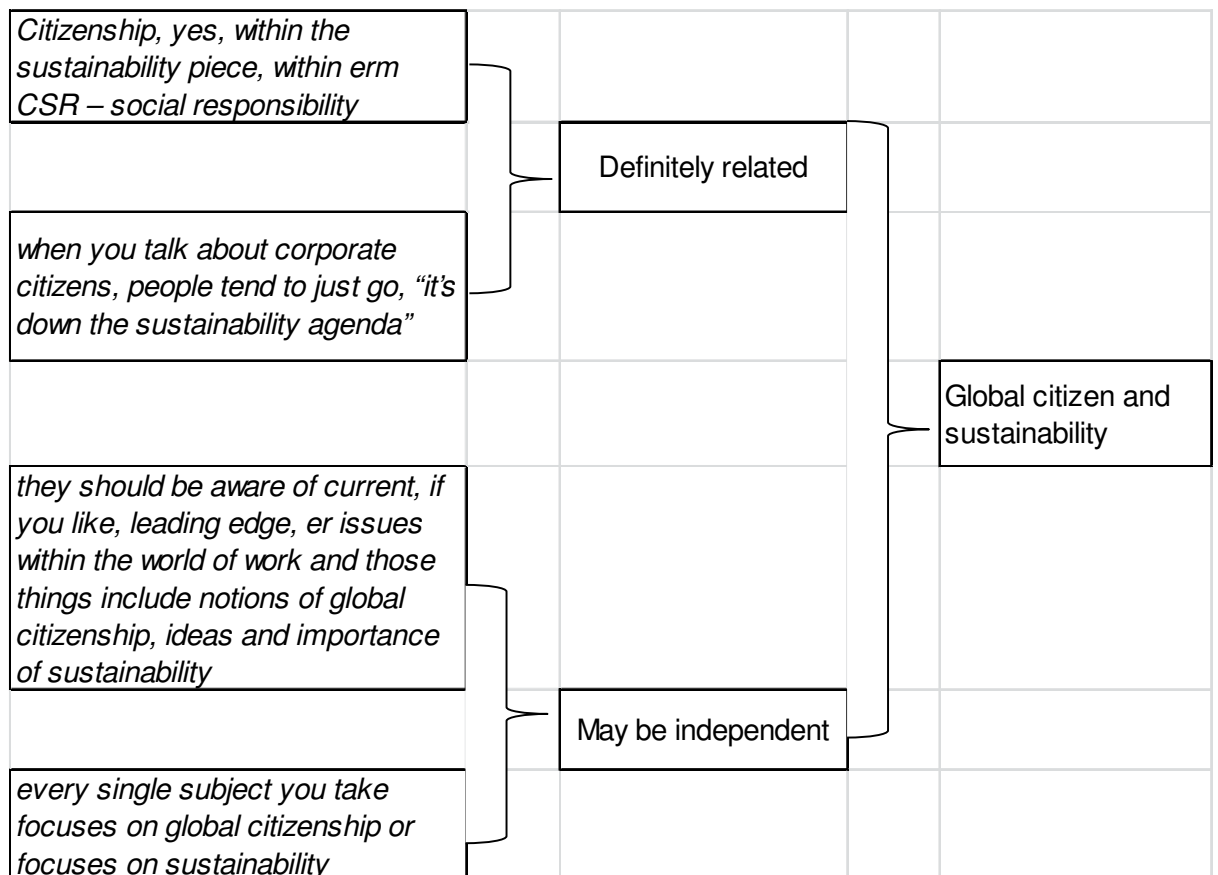 Citizenship, yes, within the
sustainability piece, within erm
CSR – social responsibility
Definitely related
when you talk about corporate
citizens, people tend to just go, “it’s
down the sustainability agenda”
Global citizen and
sustainability
they should be aware of current, if
you like, leading edge, er issues
within the world of work and those
things include notions of global
citizenship, ideas and importance
of sustainability
May be independent
every single subject you take
focuses on global citizenship or
focuses on sustainability